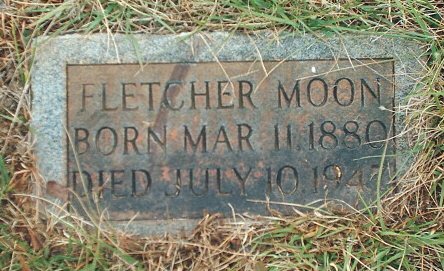 FLETCHER MOON
BORN MAR 11, 1880
DIED JULY 10,